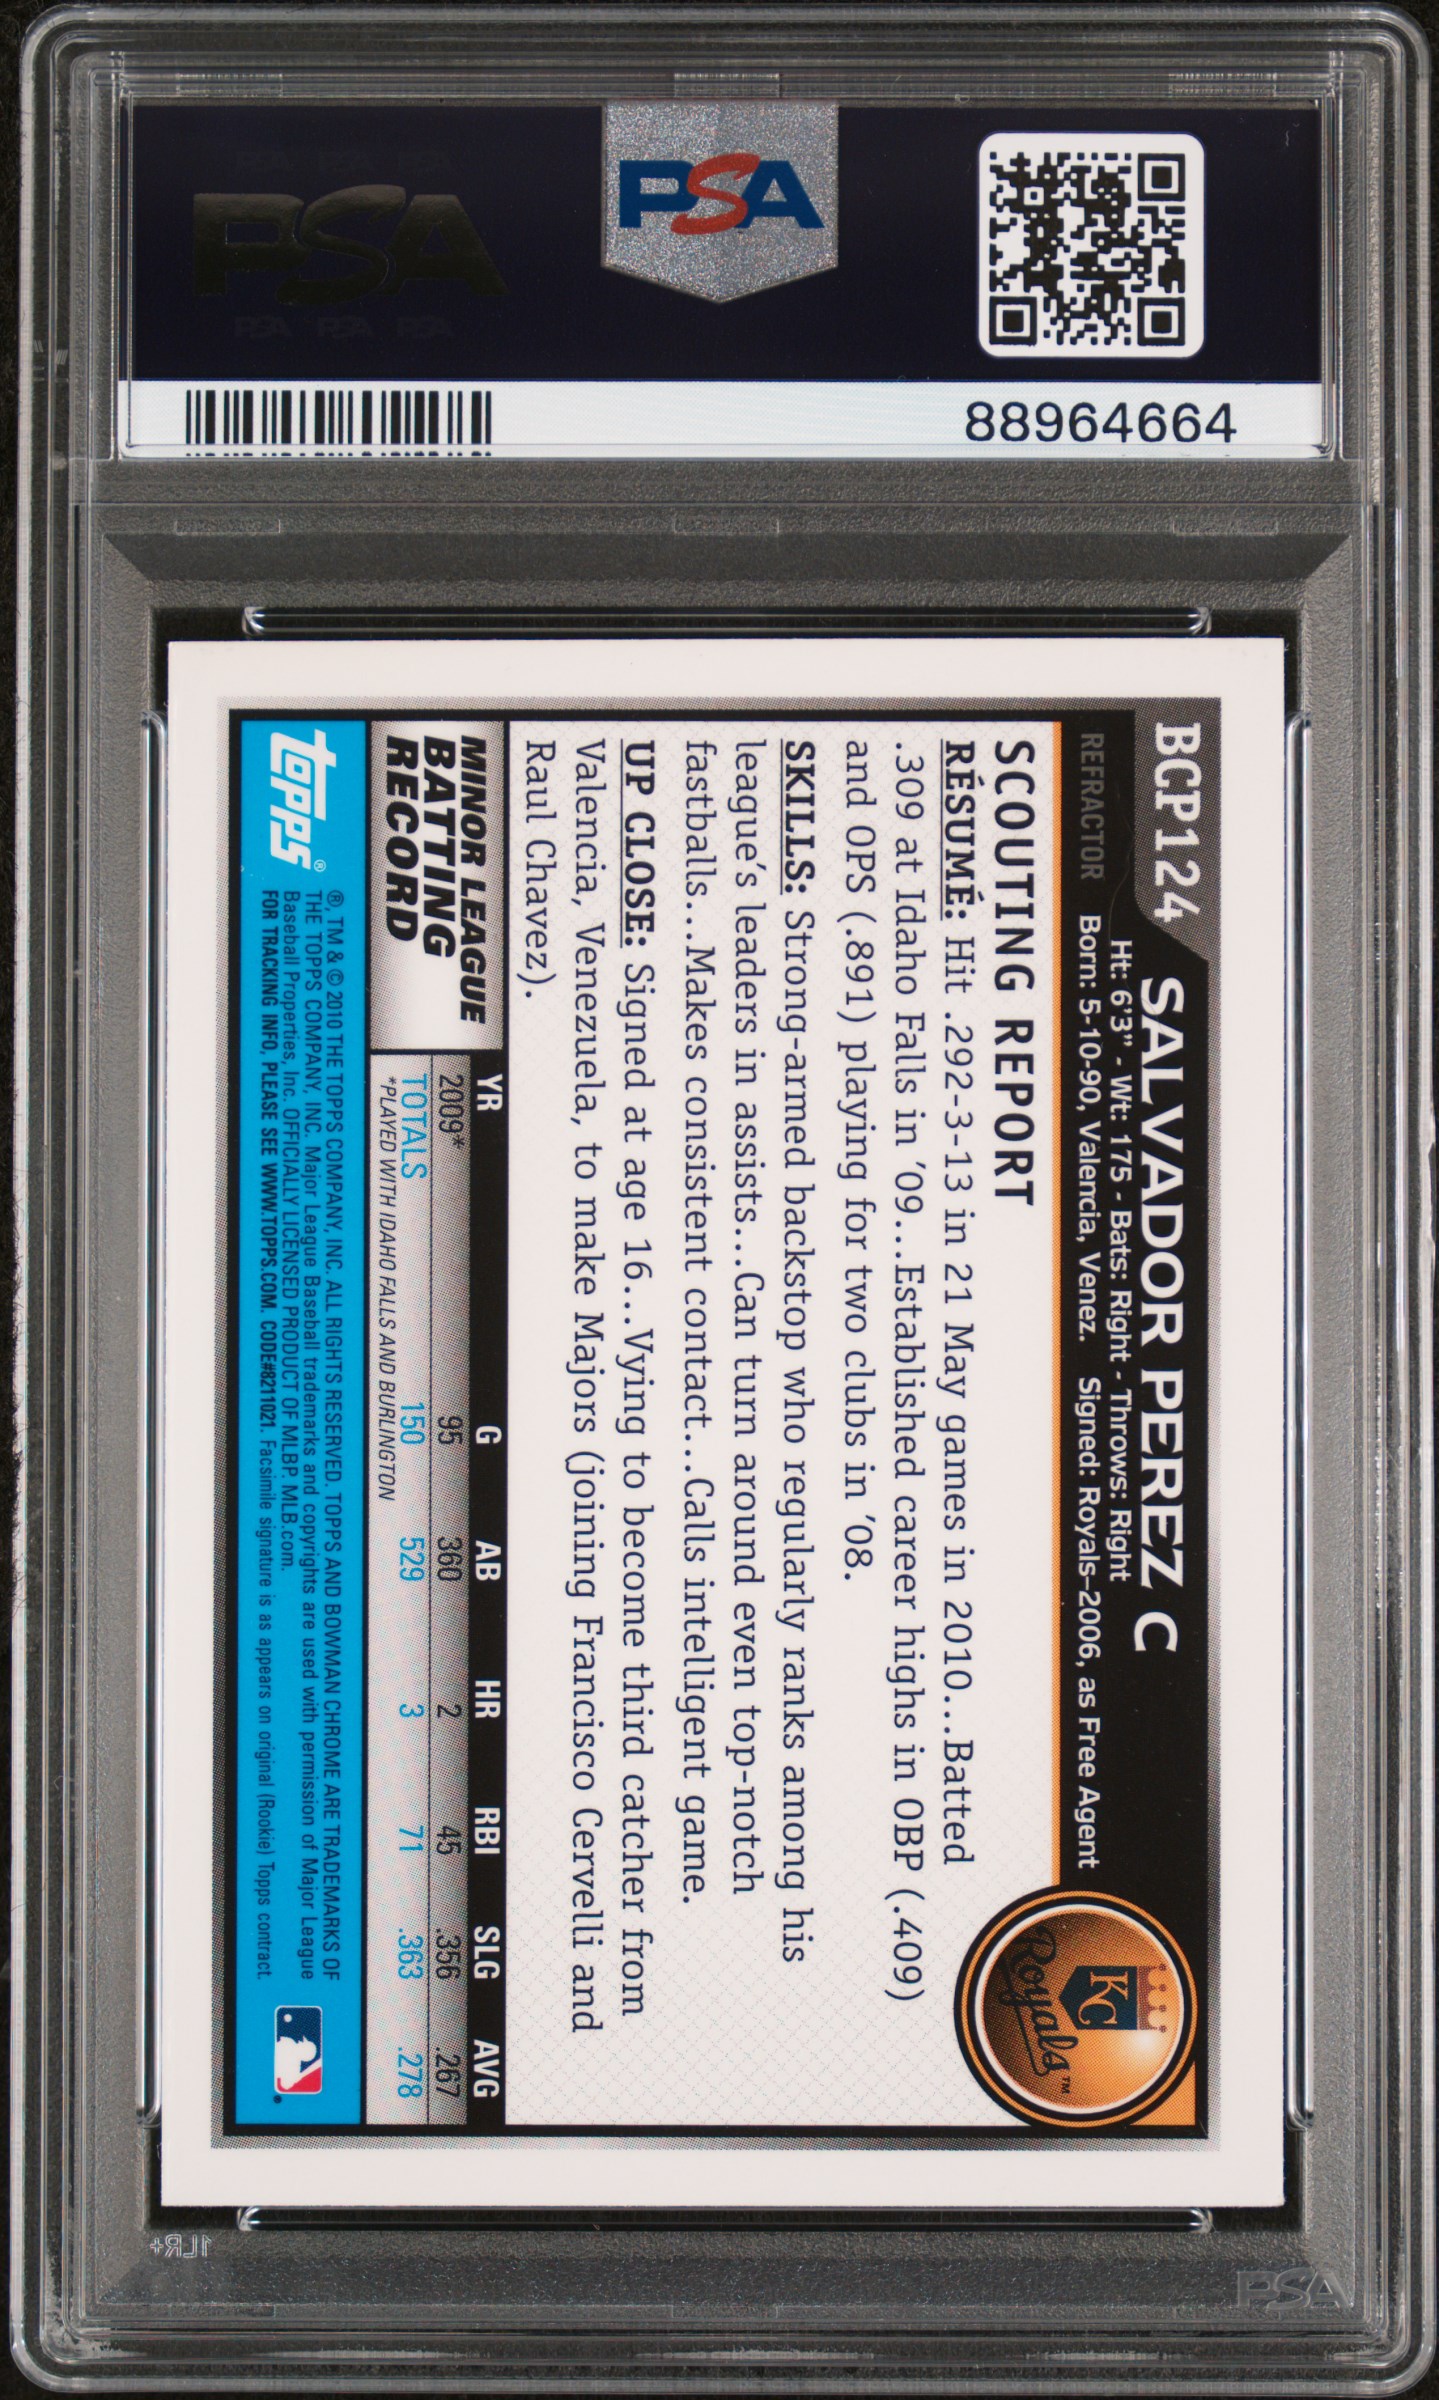 PSA
PSA
88964664
BCP124
SALVADOR PEREZ C
Ht: 6'3" - Wt: 175 - Bats: Right - Throws: Right
REFRACTOR
Born: 5-10-90, Valencia, Venez. Signed: Royals–2006, as Free Agent
KC
Royals™
SCOUTING REPORT
RÉSUMÉ: Hit .292-3-13 in 21 May games in 2010...Batted
.309 at Idaho Falls in '09...Established career highs in OBP (.409)
and OPS (.891) playing for two clubs in '08.
SKILLS: Strong-armed backstop who regularly ranks among his
league's leaders in assists...Can turn around even top-notch
fastballs...Makes consistent contact...Calls intelligent game.
UP CLOSE: Signed at age 16...Vying to become third catcher from
Valencia, Venezuela, to make Majors (joining Francisco Cervelli and
Raul Chavez).
MINOR LEAGUE
BATTING
RECORD
YR G AB HR RBI SLG AVG
2009* 95 360 2 45 .356 .267
TOTALS 150 529 3 71 .363 .278
*PLAYED WITH IDAHO FALLS AND BURLINGTON
topps®
®, TM & © 2010 THE TOPPS COMPANY, INC. ALL RIGHTS RESERVED. TOPPS AND BOWMAN CHROME ARE TRADEMARKS OF
THE TOPPS COMPANY, INC. Major League Baseball trademarks and copyrights are used with permission of Major League
Baseball Properties, Inc. OFFICIALLY LICENSED PRODUCT OF MLBP. MLB.com.
FOR TRACKING INFO, PLEASE SEE WWW.TOPPS.COM. CODE#8211021. Facsimile signature is as appears on original (Rookie) Topps contract.
1LR+
PSA